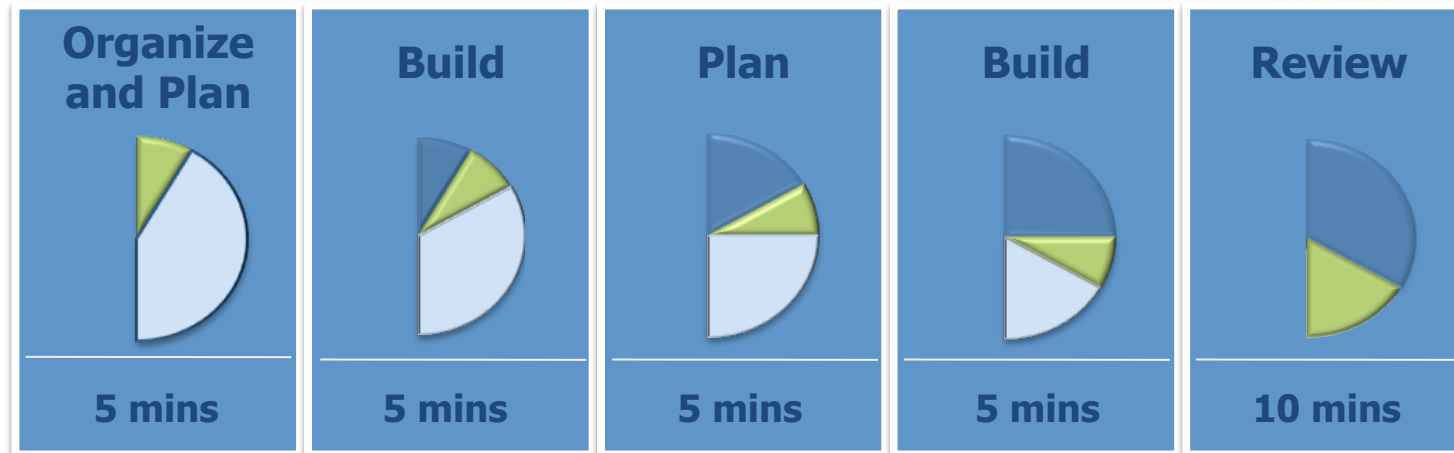 Organize
and Plan
5 mins
Build
5 mins
Plan
5 mins
Build
5 mins
Review
10 mins